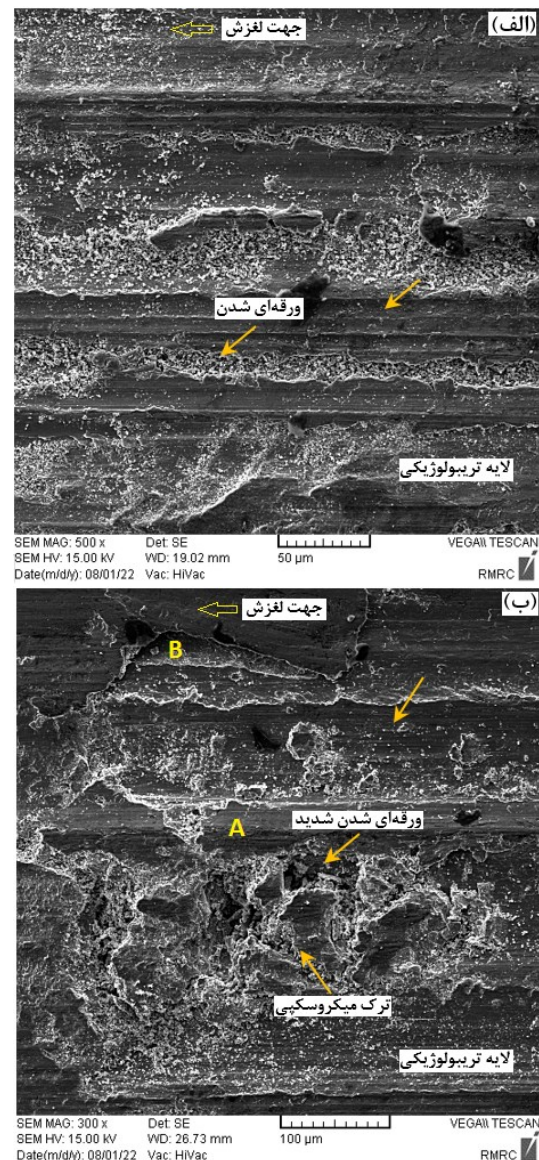 (الف)
جهت لغزش
ورقه‌ای شدن
لایه تریبولوژیکی
SEM MAG: 500 x Det: SE
SEM HV: 15.00 kV WD: 19.02 mm 50 µm VEGA\\ TESCAN
Date(m/d/y): 08/01/22 Vac: HiVac RMRC
(ب)
جهت لغزش
B
A
ورقه‌ای شدن شدید
ترک میکروسکپی
لایه تریبولوژیکی
SEM MAG: 300 x Det: SE
SEM HV: 15.00 kV WD: 26.73 mm 100 µm VEGA\\ TESCAN
Date(m/d/y): 08/01/22 Vac: HiVac RMRC